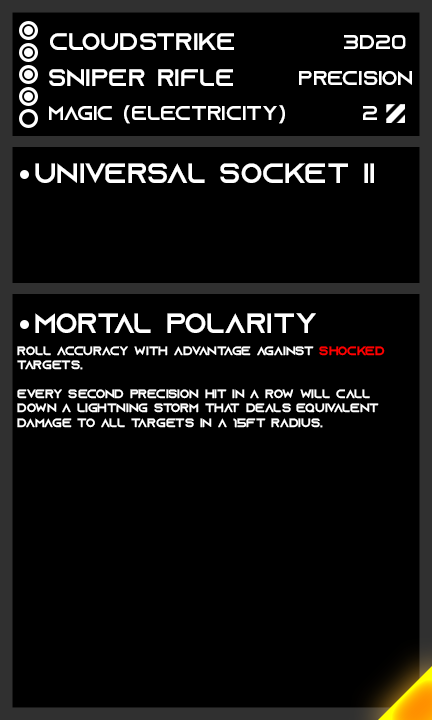 CLOUDSTRIKE 3D20
SNIPER RIFLE PRECISION
MAGIC (ELECTRICITY) 2
•UNIVERSAL SOCKET II
•MORTAL POLARITY
ROLL ACCURACY WITH ADVANTAGE AGAINST SHOCKED
TARGETS.
EVERY SECOND PRECISION HIT IN A ROW WILL CALL
DOWN A LIGHTNING STORM THAT DEALS EQUIVALENT
DAMAGE TO ALL TARGETS IN A 15FT RADIUS.